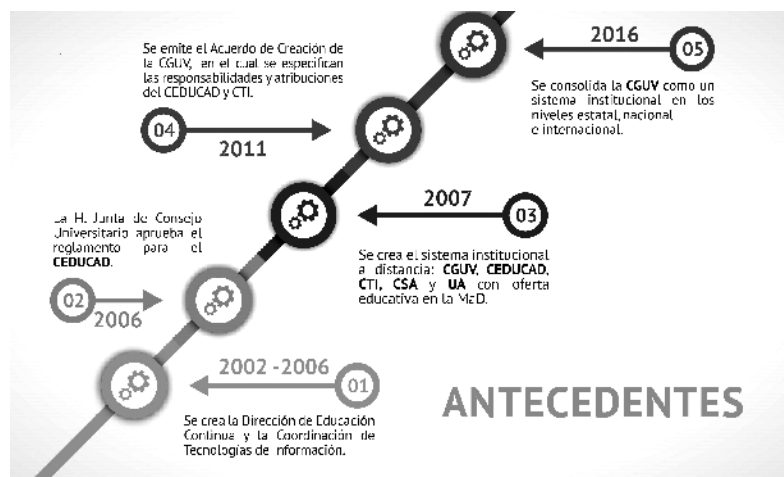 2016
05
Se emite el Acuerdo de Creación de
la CGUV, en el cual se especifican
las responsabilidades y atribuciones
del CEDUCAD y CTI.
Se consolida la CGUV como un
sistema institucional en los
niveles estatal, nacional
e internacional.
04
2011
2007
03
La H. Junta de Consejo
Universitario aprueba el
reglamento para el
CEDUCAD.
Se crea el sistema institucional
a distancia: CGUV, CEDUCAD,
CTI, CSA y UA con oferta
educativa en la MaD.
02
2006
2002 -2006
01
ANTECEDENTES
Se crea la Dirección de Educación
Continua y la Coordinación de
Tecnologías de Información.